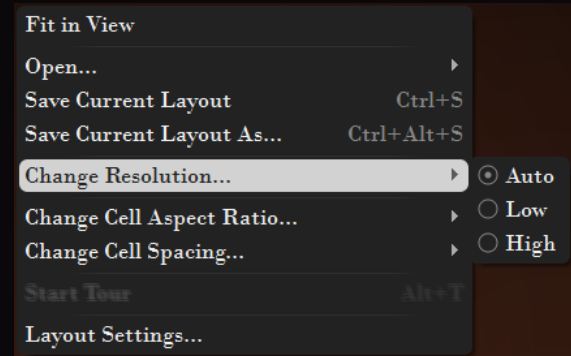 Fit in View
Open...
Save Current Layout Ctrl+S
Save Current Layout As... Ctrl+Alt+S
Change Resolution...
Auto
Low
High
Change Cell Aspect Ratio...
Change Cell Spacing...
Start Tour Alt+T
Layout Settings...